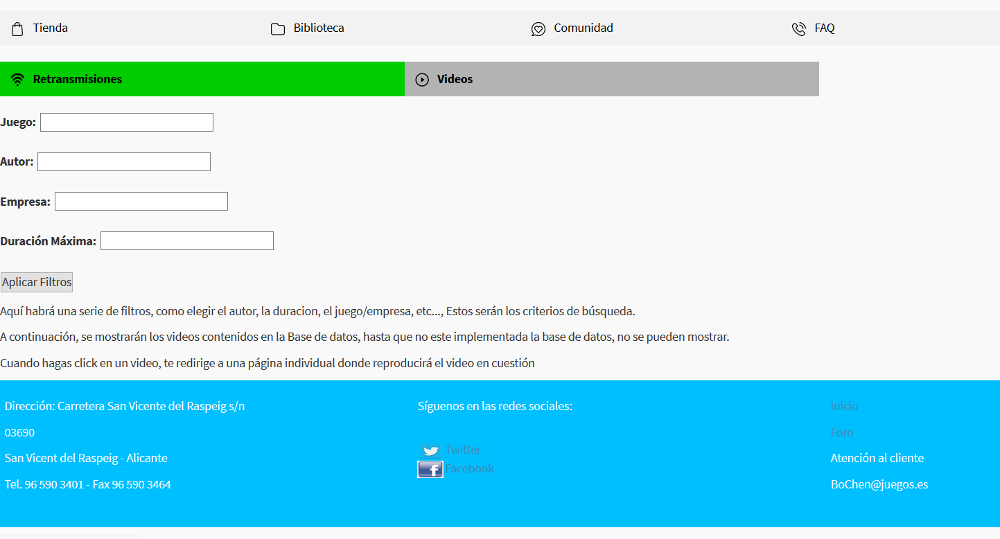 Tienda Biblioteca Comunidad FAQ
Retransmisiones Videos
Juego:
Autor:
Empresa:
Duración Máxima:
Aplicar Filtros
Aquí habrá una serie de filtros, como elegir el autor, la duracion, el juego/empresa, etc..., Estos serán los criterios de búsqueda.
A continuación, se mostrarán los videos contenidos en la Base de datos, hasta que no este implementada la base de datos, no se pueden mostrar.
Cuando hagas click en un video, te redirige a una página individual donde reproducirá el video en cuestión
Dirección: Carretera San Vicente del Raspeig s/n
03690
San Vicent del Raspeig - Alicante
Tel. 96 590 3401 - Fax 96 590 3464
Síguenos en las redes sociales:
Twitter
Facebook
Inicio
Foro
Atención al cliente
BoChen@juegos.es